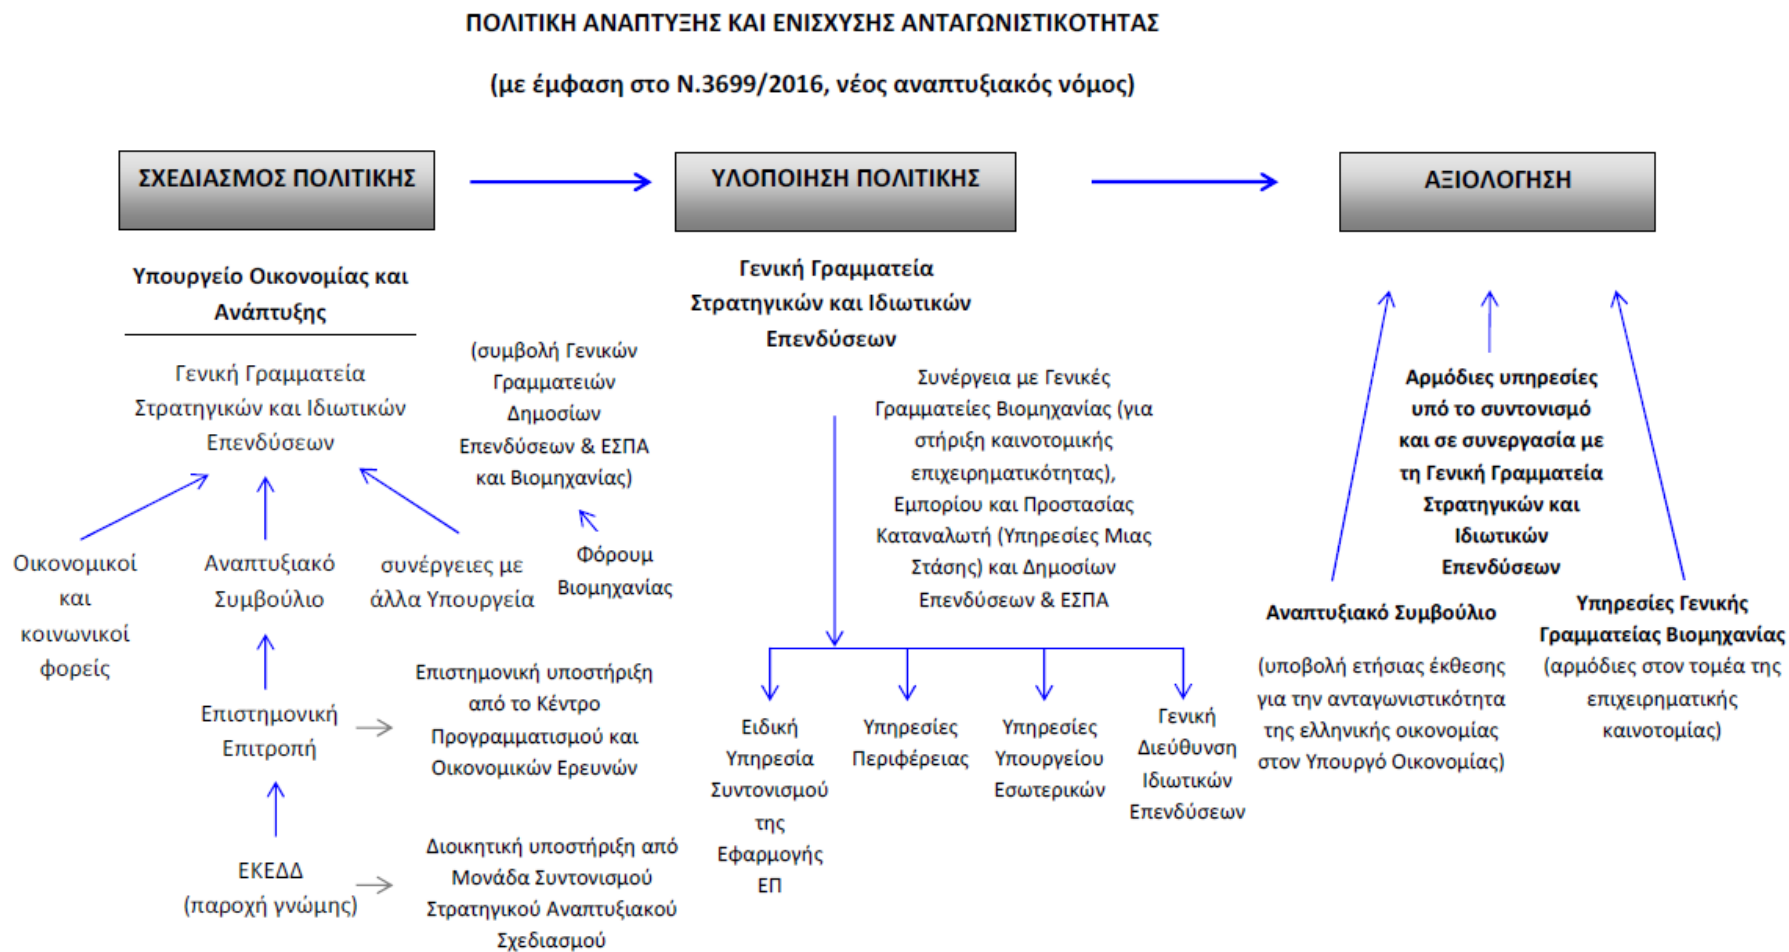 ΠΟΛΙΤΙΚΗ ΑΝΑΠΤΥΞΗΣ ΚΑΙ ΕΝΙΣΧΥΣΗΣ ΑΝΤΑΓΩΝΙΣΤΙΚΟΤΗΤΑΣ
(με έμφαση στο Ν.3699/2016, νέος αναπτυξιακός νόμος)
ΣΧΕΔΙΑΣΜΟΣ ΠΟΛΙΤΙΚΗΣ
Υπουργείο Οικονομίας και
Ανάπτυξης
Γενική Γραμματεία
Στρατηγικών και Ιδιωτικών
Επενδύσεων
(συμβολή Γενικών
Γραμματειών
Δημοσίων
Επενδύσεων & ΕΣΠΑ
και Βιομηχανίας)
Οικονομικοί
και
κοινωνικοί
φορείς
Αναπτυξιακό
Συμβούλιο
συνέργειες με
άλλα Υπουργεία
Φόρουμ
Βιομηχανίας
Επιστημονική
Επιτροπή
Επιστημονική υποστήριξη
από το Κέντρο
Προγραμματισμού και
Οικονομικών Ερευνών
ΕΚΕΔΔ
(παροχή γνώμης)
Διοικητική υποστήριξη από
Μονάδα Συντονισμού
Στρατηγικού Αναπτυξιακού
Σχεδιασμού
ΥΛΟΠΟΙΗΣΗ ΠΟΛΙΤΙΚΗΣ
Γενική Γραμματεία
Στρατηγικών και Ιδιωτικών
Επενδύσεων
Συνέργεια με Γενικές
Γραμματείες Βιομηχανίας (για
στήριξη καινοτομικής
επιχειρηματικότητας),
Εμπορίου και Προστασίας
Καταναλωτή (Υπηρεσίες Μιας
Στάσης) και Δημοσίων
Επενδύσεων & ΕΣΠΑ
Ειδική
Υπηρεσία
Συντονισμού
της
Εφαρμογής
ΕΠ
Υπηρεσίες
Περιφέρειας
Υπηρεσίες
Υπουργείου
Εσωτερικών
Γενική
Διεύθυνση
Ιδιωτικών
Επενδύσεων
ΑΞΙΟΛΟΓΗΣΗ
Αρμόδιες υπηρεσίες
υπό το συντονισμό
και σε συνεργασία με
τη Γενική Γραμματεία
Στρατηγικών και
Ιδιωτικών
Επενδύσεων
Αναπτυξιακό Συμβούλιο
(υποβολή ετήσιας έκθεσης
για την ανταγωνιστικότητα
της ελληνικής οικονομίας
στον Υπουργό Οικονομίας)
Υπηρεσίες Γενικής
Γραμματείας Βιομηχανίας
(αρμόδιες στον τομέα της
επιχειρηματικής
καινοτομίας)